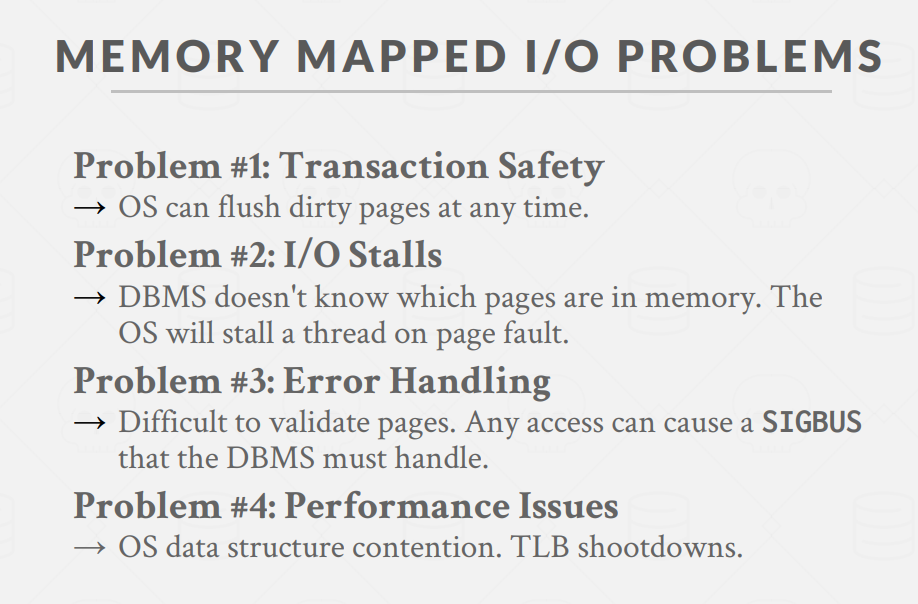 MEMORY MAPPED I/O PROBLEMS
Problem #1: Transaction Safety
→ OS can flush dirty pages at any time.
Problem #2: I/O Stalls
→ DBMS doesn't know which pages are in memory. The
OS will stall a thread on page fault.
Problem #3: Error Handling
→ Difficult to validate pages. Any access can cause a SIGBUS
that the DBMS must handle.
Problem #4: Performance Issues
→ OS data structure contention. TLB shootdowns.